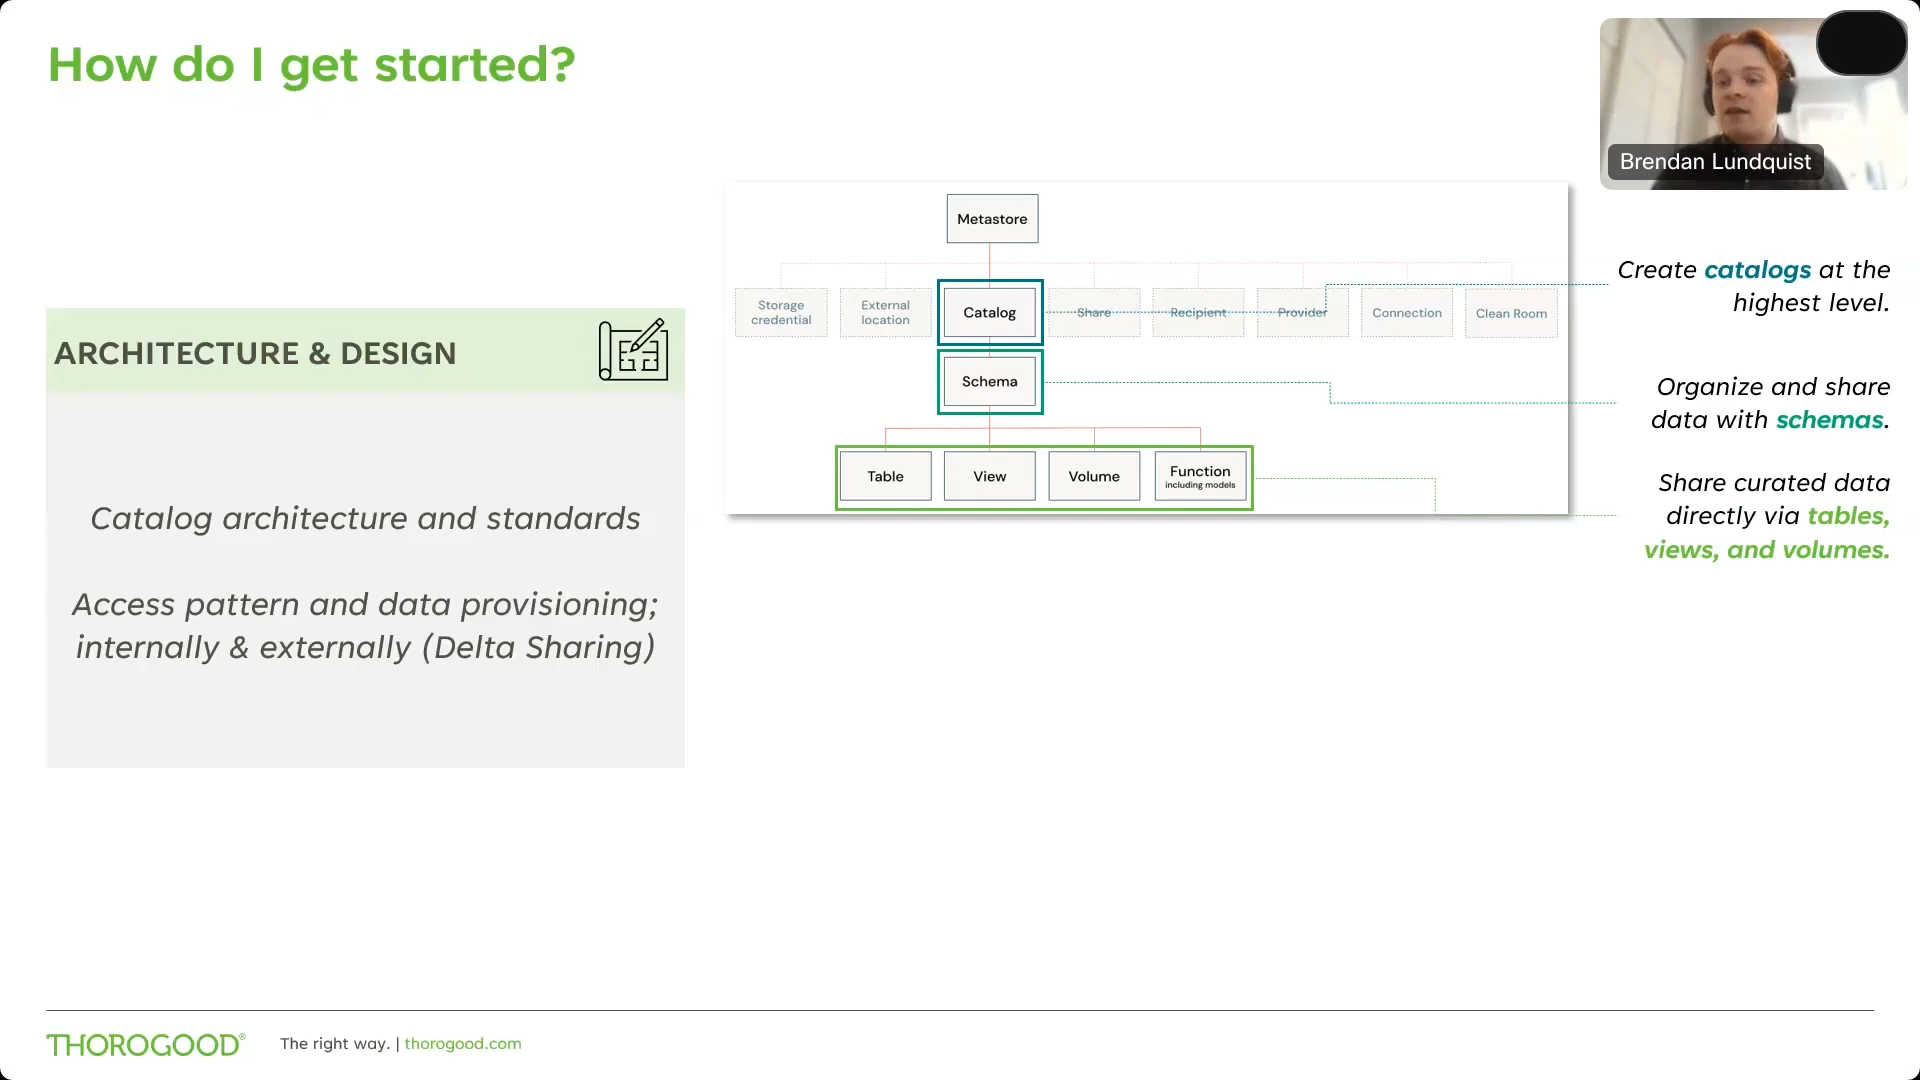 How do I get started?
Brendan Lundquist
Metastore
Storage
credential
External
location
Catalog
Share
Recipient
Provider
Connection
Clean Room
Schema
Table
View
Volume
Function
including models
Create catalogs at the
highest level.
Organize and share
data with schemas.
Share curated data
directly via tables,
views, and volumes.
ARCHITECTURE & DESIGN
Catalog architecture and standards
Access pattern and data provisioning;
internally & externally (Delta Sharing)
THOROGOOD®
The right way. | thorogood.com